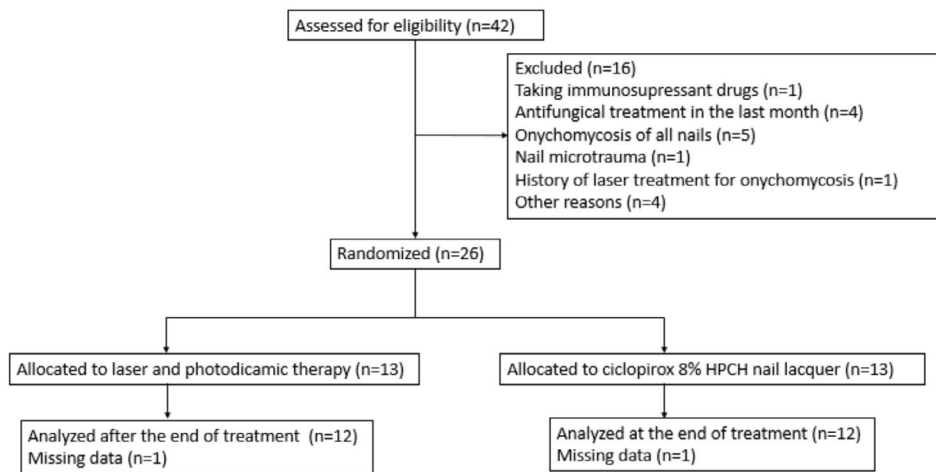 Assessed for eligibility (n=42)
Excluded (n=16)
Taking immunosupressant drugs (n=1)
Antifungical treatment in the last month (n=4)
Onychomycosis of all nails (n=5)
Nail microtrauma (n=1)
History of laser treatment for onychomycosis (n=1)
Other reasons (n=4)
Randomized (n=26)
Allocated to laser and photodicamic therapy (n=13)
Allocated to ciclopirox 8% HPCH nail lacquer (n=13)
Analyzed after the end of treatment (n=12)
Missing data (n=1)
Analyzed at the end of treatment (n=12)
Missing data (n=1)